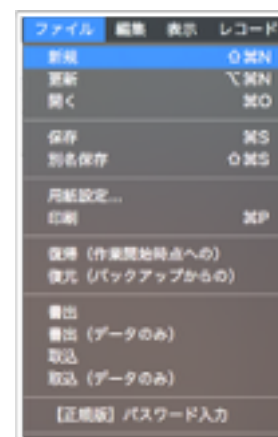 ファイル 編集 表示 レコード
新規 ⇧⌘N
更新 ⌥⌘N
開く ⌘O
保存 ⌘S
別名保存 ⇧⌘S
用紙設定...
印刷 ⌘P
復帰（作業開始時点への）
復元（バックアップからの）
書出
書出（データのみ）
取込
取込（データのみ）
【正規版】パスワード入力